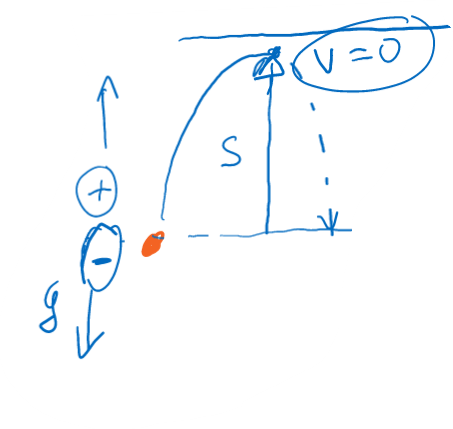 V = 0
S
+
-
g